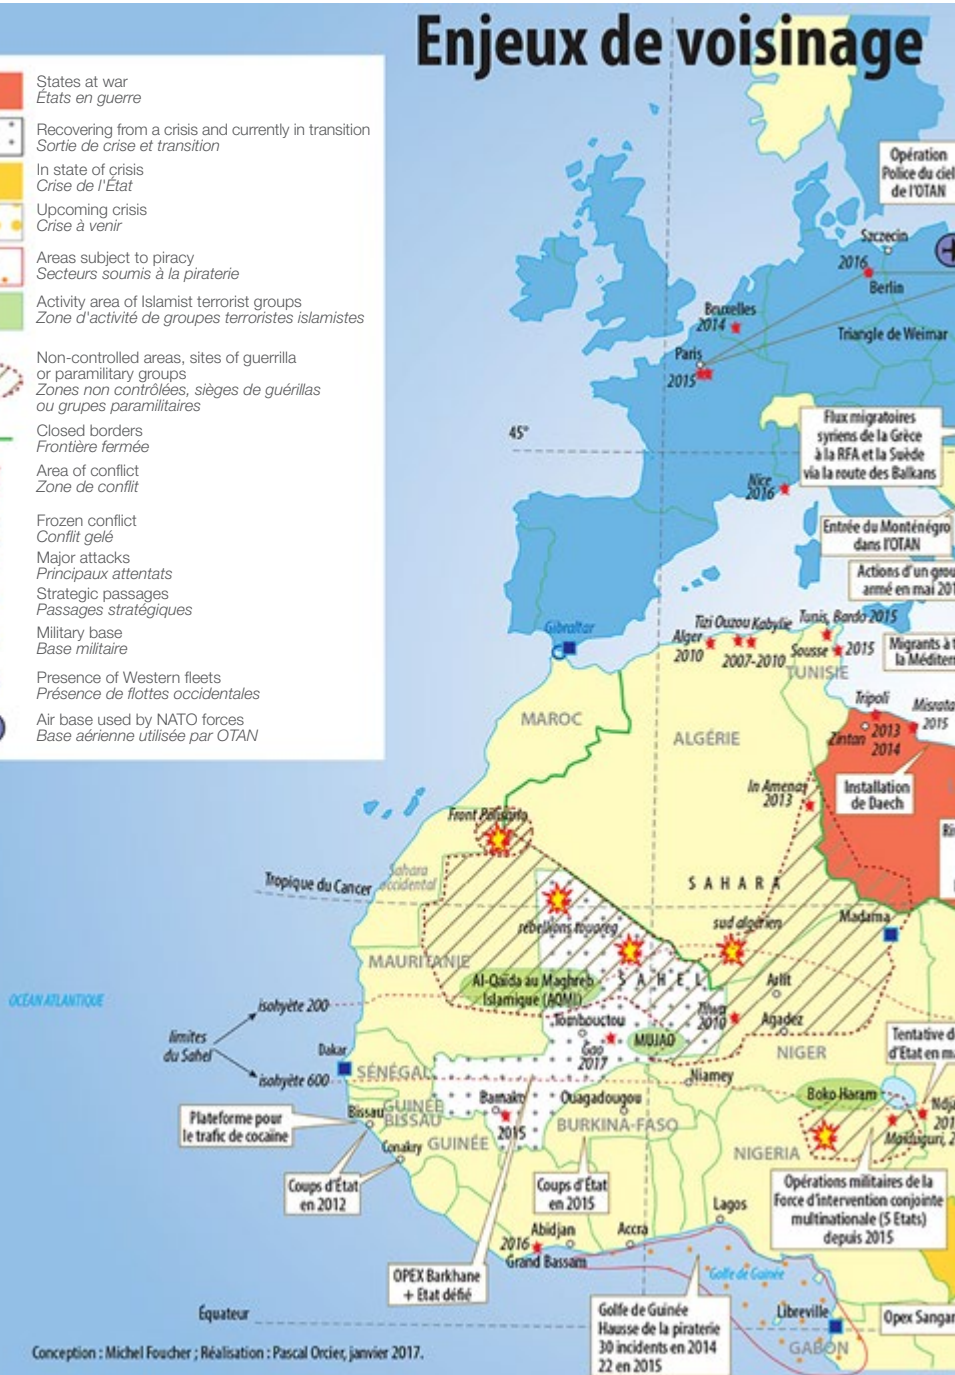 Enjeux de voisinage
States at war
États en guerre
Recovering from a crisis and currently in transition
Sortie de crise et transition
In state of crisis
Crise de l'État
Upcoming crisis
Crise à venir
Areas subject to piracy
Secteurs soumis à la piraterie
Activity area of Islamist terrorist groups
Zone d'activité de groupes terroristes islamistes
Non-controlled areas, sites of guerrilla
or paramilitary groups
Zones non contrôlées, sièges de guérillas
ou grupes paramilitaires
Closed borders
Frontière fermée
Area of conflict
Zone de conflit
Frozen conflict
Conflit gelé
Major attacks
Principaux attentats
Strategic passages
Passages stratégiques
Military base
Base militaire
Presence of Western fleets
Présence de flottes occidentales
Air base used by NATO forces
Base aérienne utilisée par OTAN
Opération
Police du ciel
de l'OTAN
Szczecin
2016
Berlin
Bruxelles
2014
Triangle de Weimar
Paris
2015
Flux migratoires
syriens de la Grèce
à la RFA et la Suède
via la route des Balkans
45°
Nice
2016
Entrée du Monténégro
dans l'OTAN
Actions d'un grou
armé en mai 201
Gibraltar
Tizi Ouzou Kabylie
Tunis, Bardo 2015
Alger
2010
2007-2010
Sousse
2015
Migrants à t
la Méditer
TUNISIE
Tripoli
Misrata
2015
MAROC
ALGÉRIE
Zintan
2013
2014
In Amenas
2013
Installation
de Daech
Front Polisario
Sahara
occidental
Tropique du Cancer
SAHARA
rébellions touareg
sud algérien
Madama
MAURITANIE
Al-Qaïda au Maghreb
Islamique (AQMI)
SAHEL
Arlit
OCÉAN ATLANTIQUE
isohyète 200
Tombouctou
2010
Agadez
limites
du Sahel
Gao
2017
MUJAO
Tentative d
d'Etat en m
Dakar
SÉNÉGAL
NIGER
isohyète 600
Niamey
Boko Haram
Plateforme pour
le trafic de cocaïne
Bissau
GUINÉE
BISSAU
Bamako
2015
Ouagadougou
BURKINA-FASO
Ndj
201
Maiduguri, 2
Conakry
GUINÉE
NIGERIA
Coups d'État
en 2012
Coups d'État
en 2015
Opérations militaires de la
Force d'intervention conjointe
multinationale (5 Etats)
depuis 2015
Lagos
Abidjan
Accra
2016
Grand Bassam
OPEX Barkhane
+ Etat défié
Golfe de Guinée
Équateur
Golfe de Guinée
Hausse de la piraterie
30 incidents en 2014
22 en 2015
Libreville
Opex Sangar
GABON
Conception : Michel Foucher ; Réalisation : Pascal Orcier, janvier 2017.